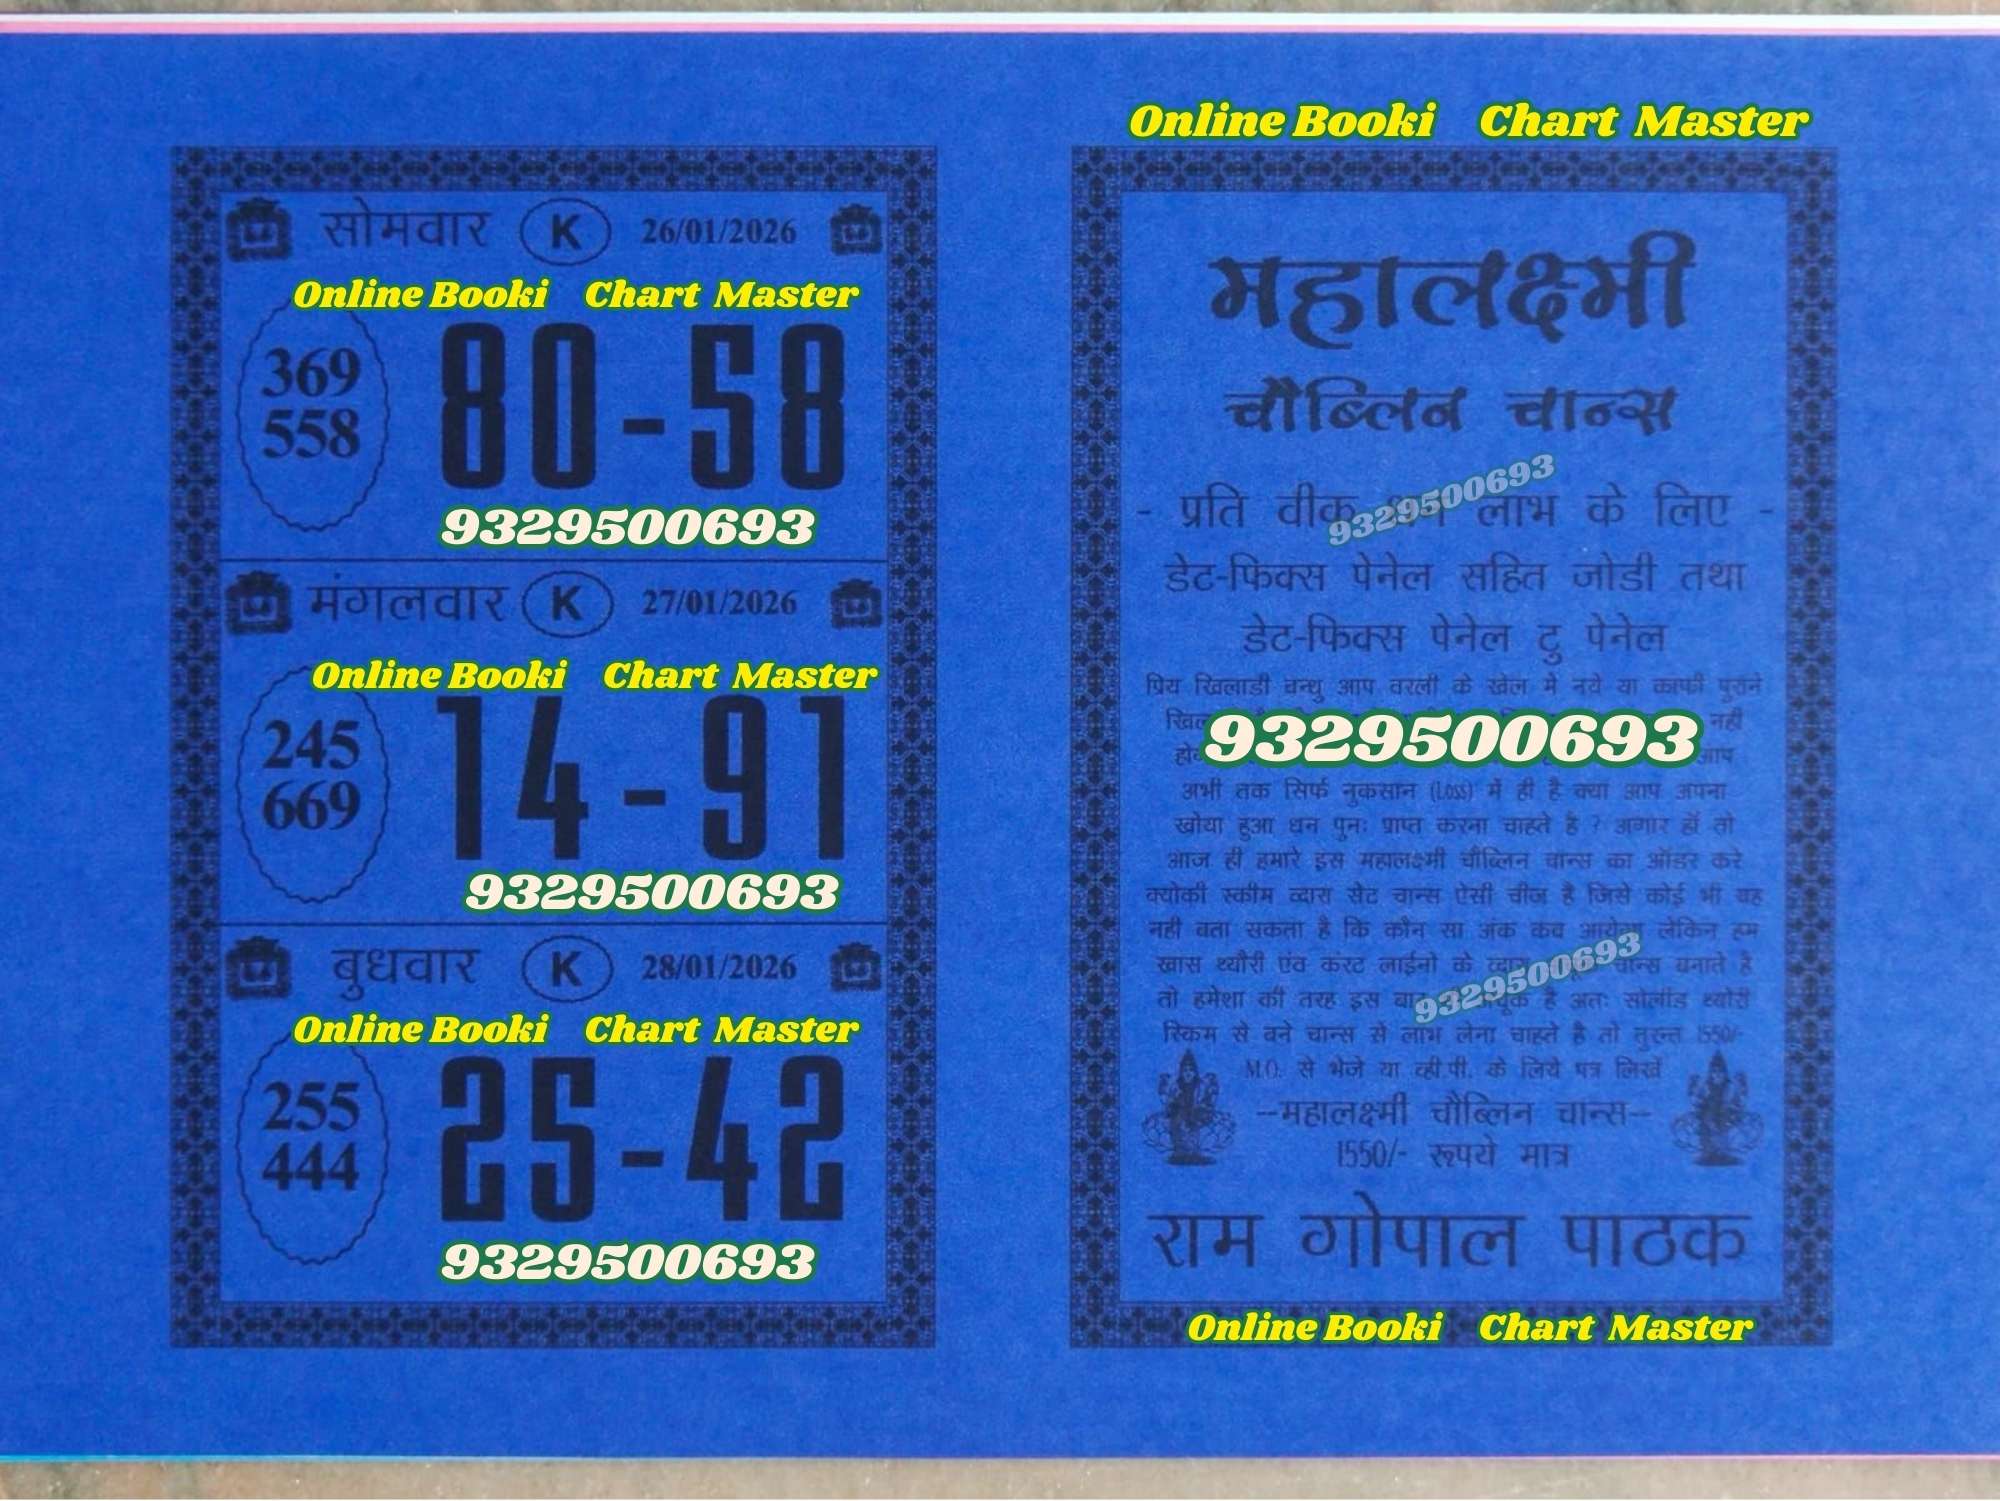 सोमवार K 26/01/2026
Online Booki Chart Master
369
558
80-58
9329500693
मंगलवार K 27/01/2026
Online Booki Chart Master
245
669
14-91
9329500693
बुधवार K 28/01/2026
Online Booki Chart Master
255
444
25-42
9329500693
Online Booki Chart Master
महालक्ष्मी
चौब्लिन चान्स
9329500693
- प्रति वीक लाभ के लिए -
डेट-फिक्स पेनेल सहित जोडी तथा
डेट-फिक्स पेनेल टु पेनेल
प्रिय खिलाडी बन्धु आप वरली के खेल में नये या काफी पुराने
नही
9329500693
आप
अभी तक सिर्फ नुकसान (Loss) में ही है क्या आप अपना
खोया हुआ धन पुनः प्राप्त करना चाहते है ? अगार हाँ तो
आज ही हमारे इस महालक्ष्मी चौब्लिन चान्स का ऑडर करे
क्योकी स्कीम व्दारा सेट चान्स ऐसी चीज है जिसे कोई भी यह
नही बता सकता है कि कौन सा अंक कब आयेगा लेकिन हम
खास थ्यौरी एंव करंट लाईनो के व्दारा चान्स बनाते है
9329500693
तो हमेशा की तरह इस बार है अतः सोलीड थ्योरी
स्किम से बने चान्स से लाभ लेना चाहते है तो तुरन्त 1550/-
M.O. से भेजे या व्ही.पी. के लिये पत्र लिखें
--महालक्ष्मी चौब्लिन चान्स--
1550/- रूपये मात्र
राम गोपाल पाठक
Online Booki Chart Master